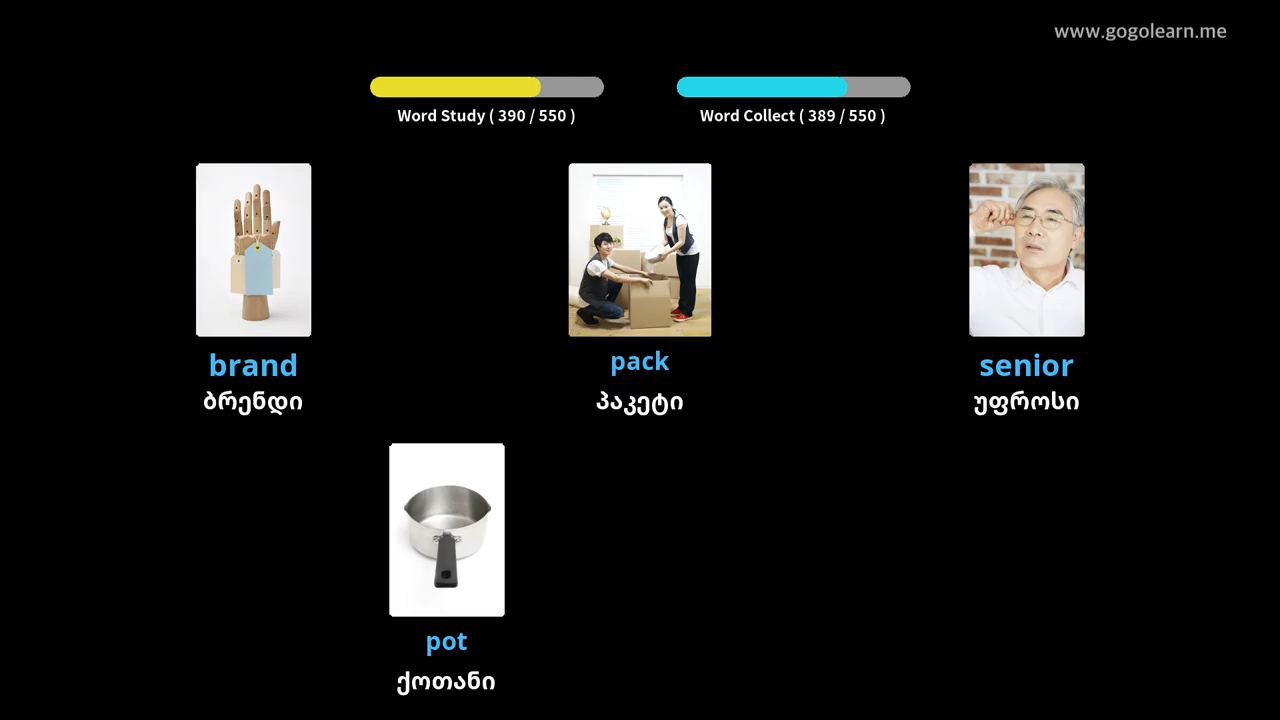 www.gogolearn.me
Word Study ( 390 / 550 )
Word Collect ( 389 / 550 )
brand
ბრენდი
pack
პაკეტი
senior
უფროსი
pot
ქოთანი